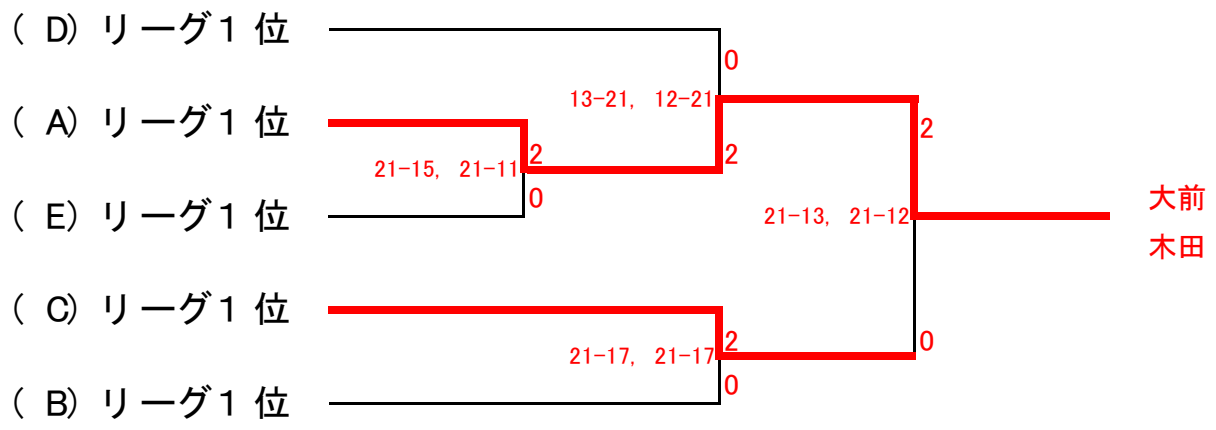 ( D) リーグ1 位
0
13-21, 12-21
( A) リーグ1 位
2
2
2
21-15, 21-11
0
大前
21-13, 21-12
( E) リーグ1 位
木田
( C) リーグ1 位
2
0
21-17, 21-17
0
( B) リーグ1 位